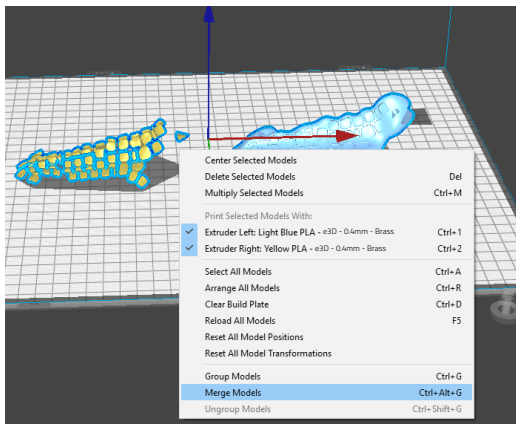 Center Selected Models
Delete Selected Models Del
Multiply Selected Models Ctrl+M
Print Selected Models With:
Extruder Left: Light Blue PLA - e3D - 0.4mm - Brass Ctrl+1
Extruder Right: Yellow PLA - e3D - 0.4mm - Brass Ctrl+2
Select All Models Ctrl+A
Arrange All Models Ctrl+R
Clear Build Plate Ctrl+D
Reload All Models F5
Reset All Model Positions
Reset All Model Transformations
Group Models Ctrl+G
Merge Models Ctrl+Alt+G
Ungroup Models Ctrl+Shift+G